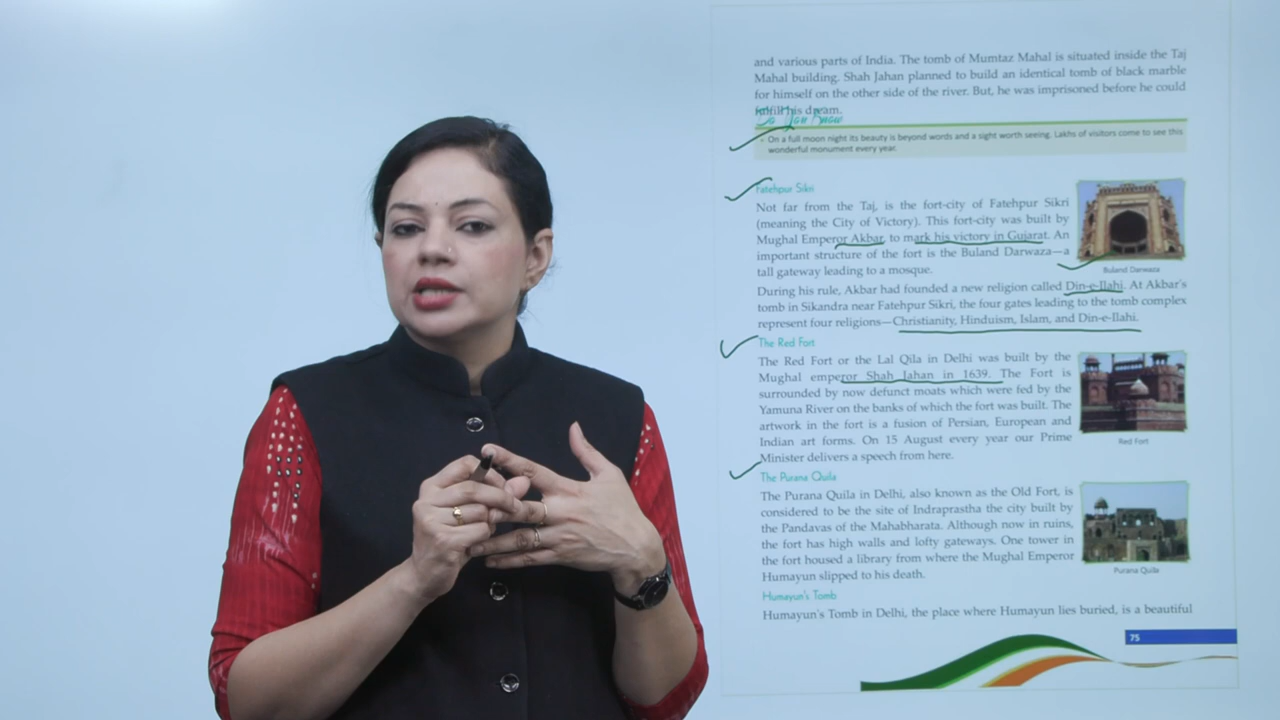 and various parts of India. The tomb of Mumtaz Mahal is situated inside the Taj
Mahal building. Shah Jahan planned to build an identical tomb of black marble
for himself on the other side of the river. But, he was imprisoned before he could
fulfill his dream.
Do You Know
• On a full moon night its beauty is beyond words and a sight worth seeing. Lakhs of visitors come to see this
wonderful monument every year.
Fatehpur Sikri
Not far from the Taj, is the fort-city of Fatehpur Sikri
(meaning the City of Victory). This fort-city was built by
Mughal Emperor Akbar, to mark his victory in Gujarat. An
important structure of the fort is the Buland Darwaza—a
tall gateway leading to a mosque.
Buland Darwaza
During his rule, Akbar had founded a new religion called Din-e-Ilahi. At Akbar's
tomb in Sikandra near Fatehpur Sikri, the four gates leading to the tomb complex
represent four religions—Christianity, Hinduism, Islam, and Din-e-Ilahi.
The Red Fort
The Red Fort or the Lal Qila in Delhi was built by the
Mughal emperor Shah Jahan in 1639. The Fort is
surrounded by now defunct moats which were fed by the
Yamuna River on the banks of which the fort was built. The
artwork in the fort is a fusion of Persian, European and
Indian art forms. On 15 August every year our Prime
Minister delivers a speech from here.
Red Fort
The Purana Quila
The Purana Quila in Delhi, also known as the Old Fort, is
considered to be the site of Indraprastha the city built by
the Pandavas of the Mahabharata. Although now in ruins,
the fort has high walls and lofty gateways. One tower in
the fort housed a library from where the Mughal Emperor
Humayun slipped to his death.
Purana Quila
Humayun's Tomb
Humayun's Tomb in Delhi, the place where Humayun lies buried, is a beautiful
75